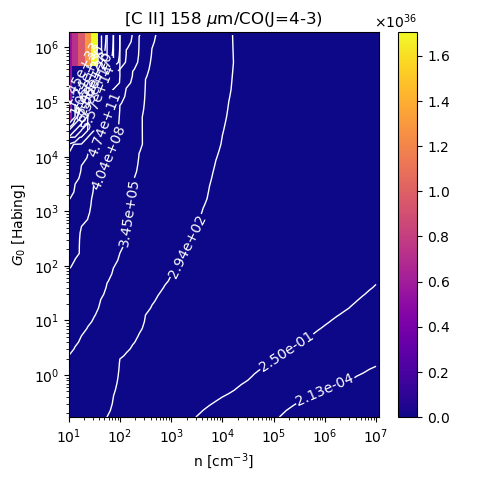 [C II] 158 μm/CO(J=4-3)
×10^36
10^6
10^5
10^4
10^3
10^2
10^1
10^0
G_0 [Habing]
4.74e+11
4.04e+08
3.45e+05
2.94e+02
2.50e-01
2.13e-04
1.6
1.4
1.2
1.0
0.8
0.6
0.4
0.2
0.0
10^1 10^2 10^3 10^4 10^5 10^6 10^7
n [cm^−3]